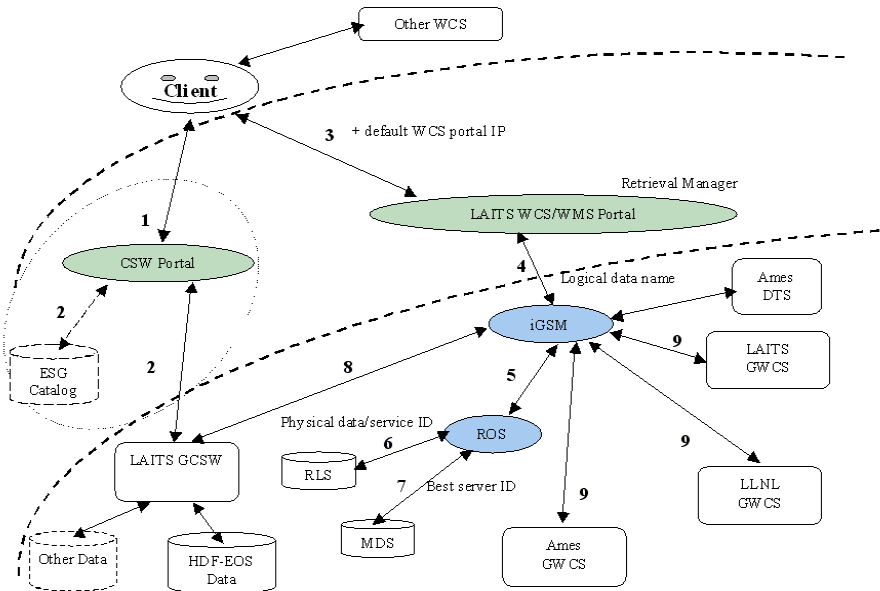 Other WCS
Client
3
+ default WCS portal IP
Retrieval Manager
LAITS WCS/WMS Portal
1
CSW Portal
4
Logical data name
Ames
DTS
2
iGSM
9
LAITS
GWCS
ESG
Catalog
2
8
5
Physical data/service ID
ROS
6
9
LAITS GCSW
RLS
7
Best server ID
9
LLNL
GWCS
Other Data
HDF-EOS
Data
MDS
Ames
GWCS